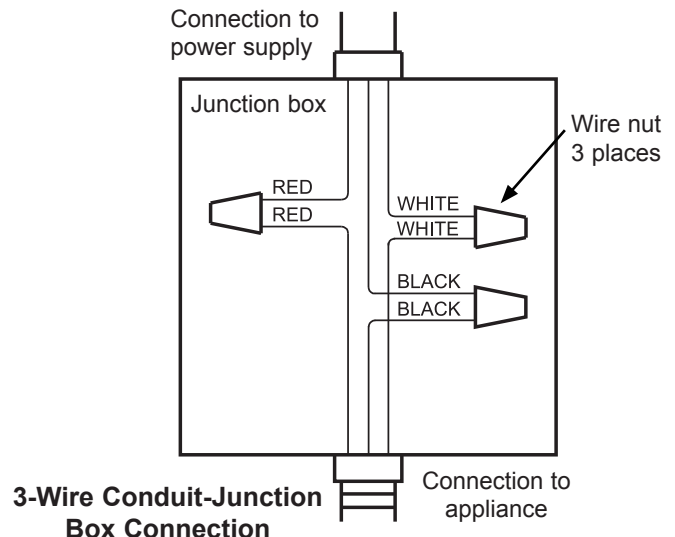 Connection to
power supply
Junction box
Wire nut
3 places
RED
RED
WHITE
WHITE
BLACK
BLACK
Connection to
appliance
3-Wire Conduit-Junction
Box Connection